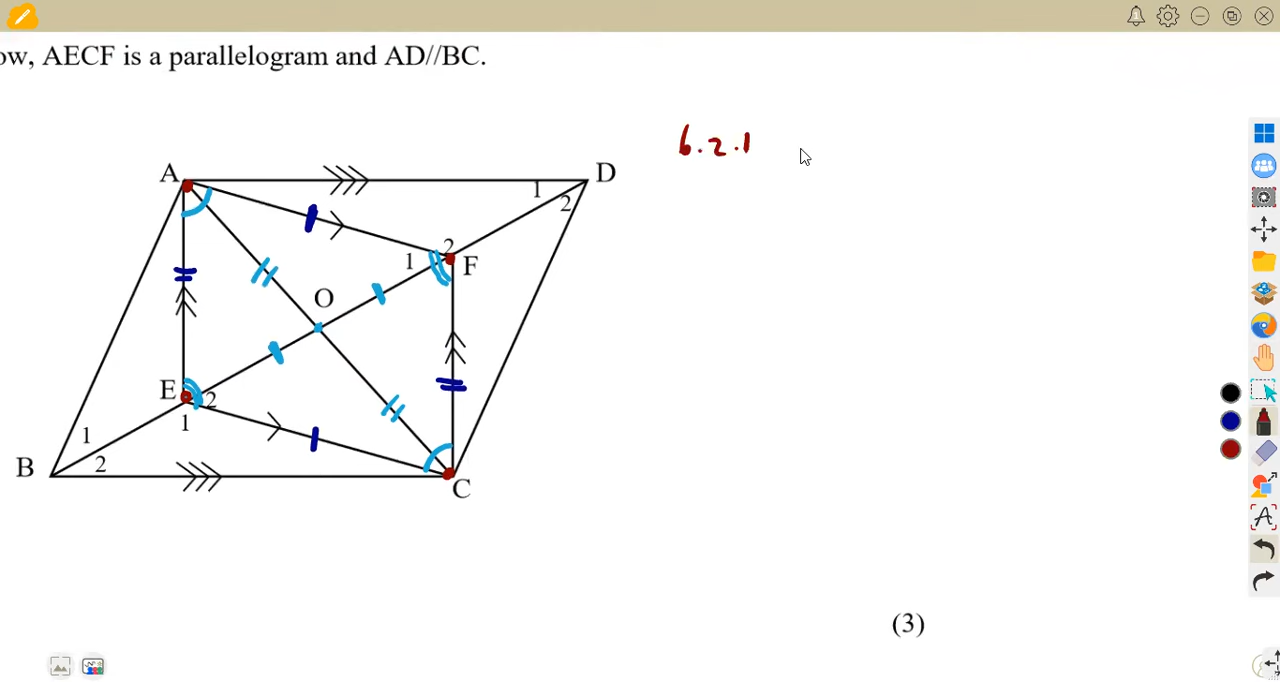 ow, AECF is a parallelogram and AD//BC.
6.2.1
A
D
1
2
2
1
F
O
E
2
1
1
B
2
C
(3)